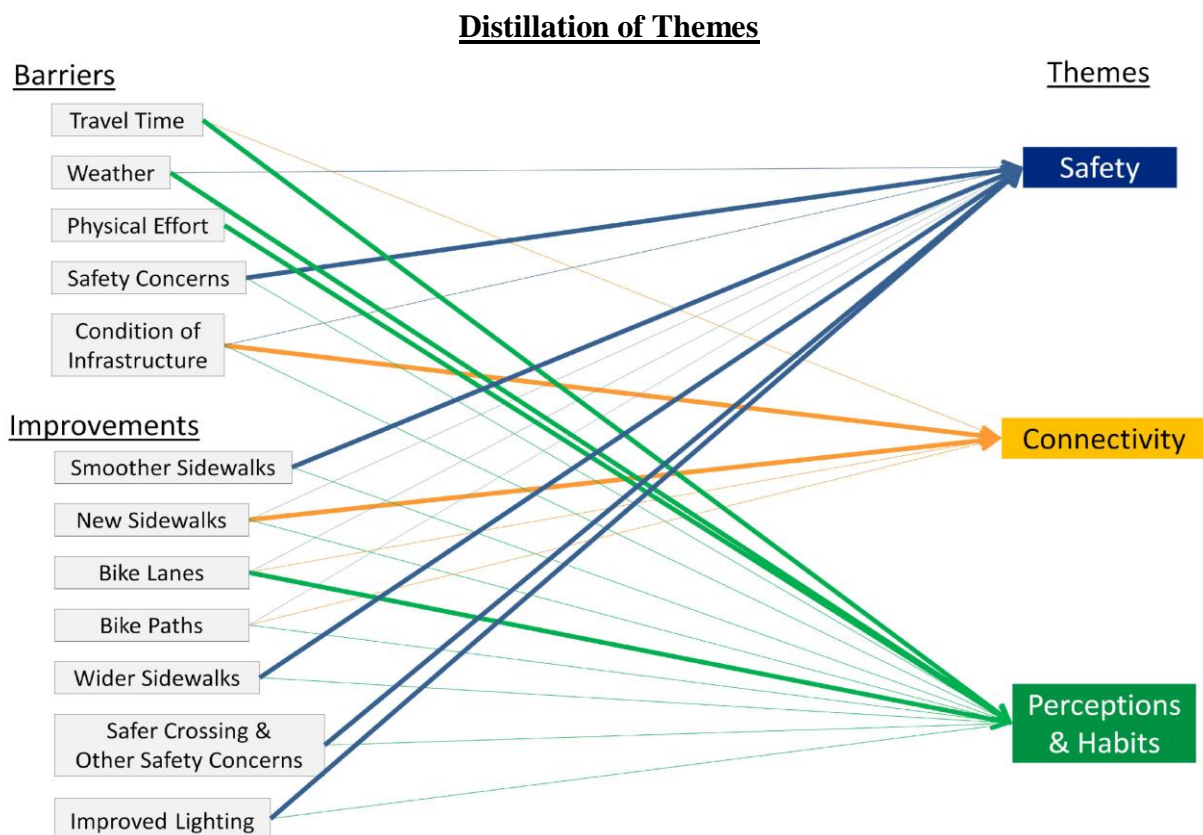 Distillation of Themes
Barriers
Themes
Travel Time
Weather
Safety
Physical Effort
Safety Concerns
Condition of
Infrastructure
Improvements
Connectivity
Smoother Sidewalks
New Sidewalks
Bike Lanes
Bike Paths
Wider Sidewalks
Perceptions
& Habits
Safer Crossing &
Other Safety Concerns
Improved Lighting